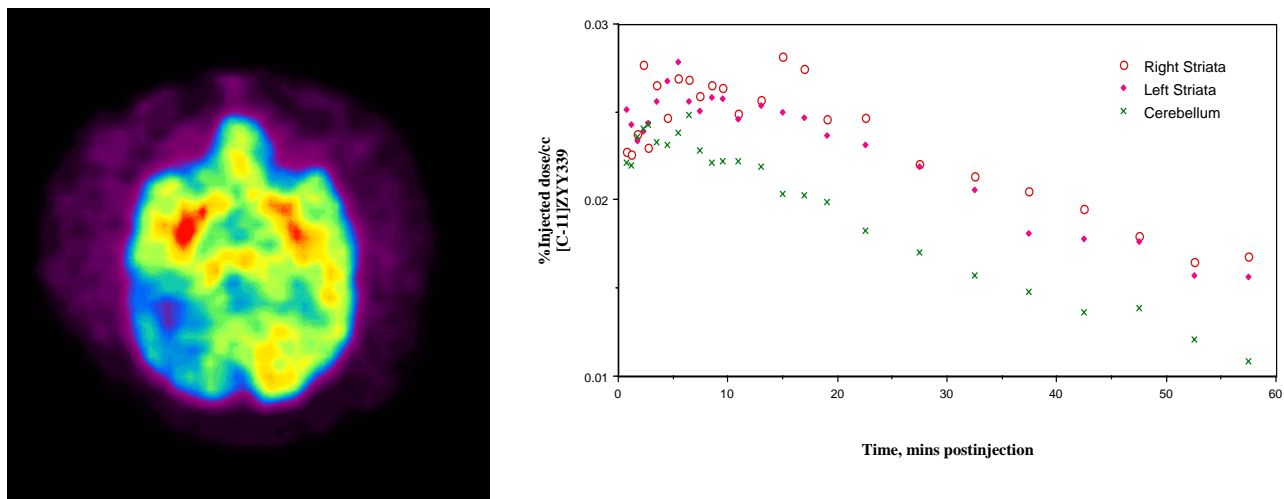 0.03
Right Striata
Left Striata
Cerebellum
%Injected dose/cc
[C-11]ZYY339
0.02
0.01
0 10 20 30 40 50 60
Time, mins postinjection